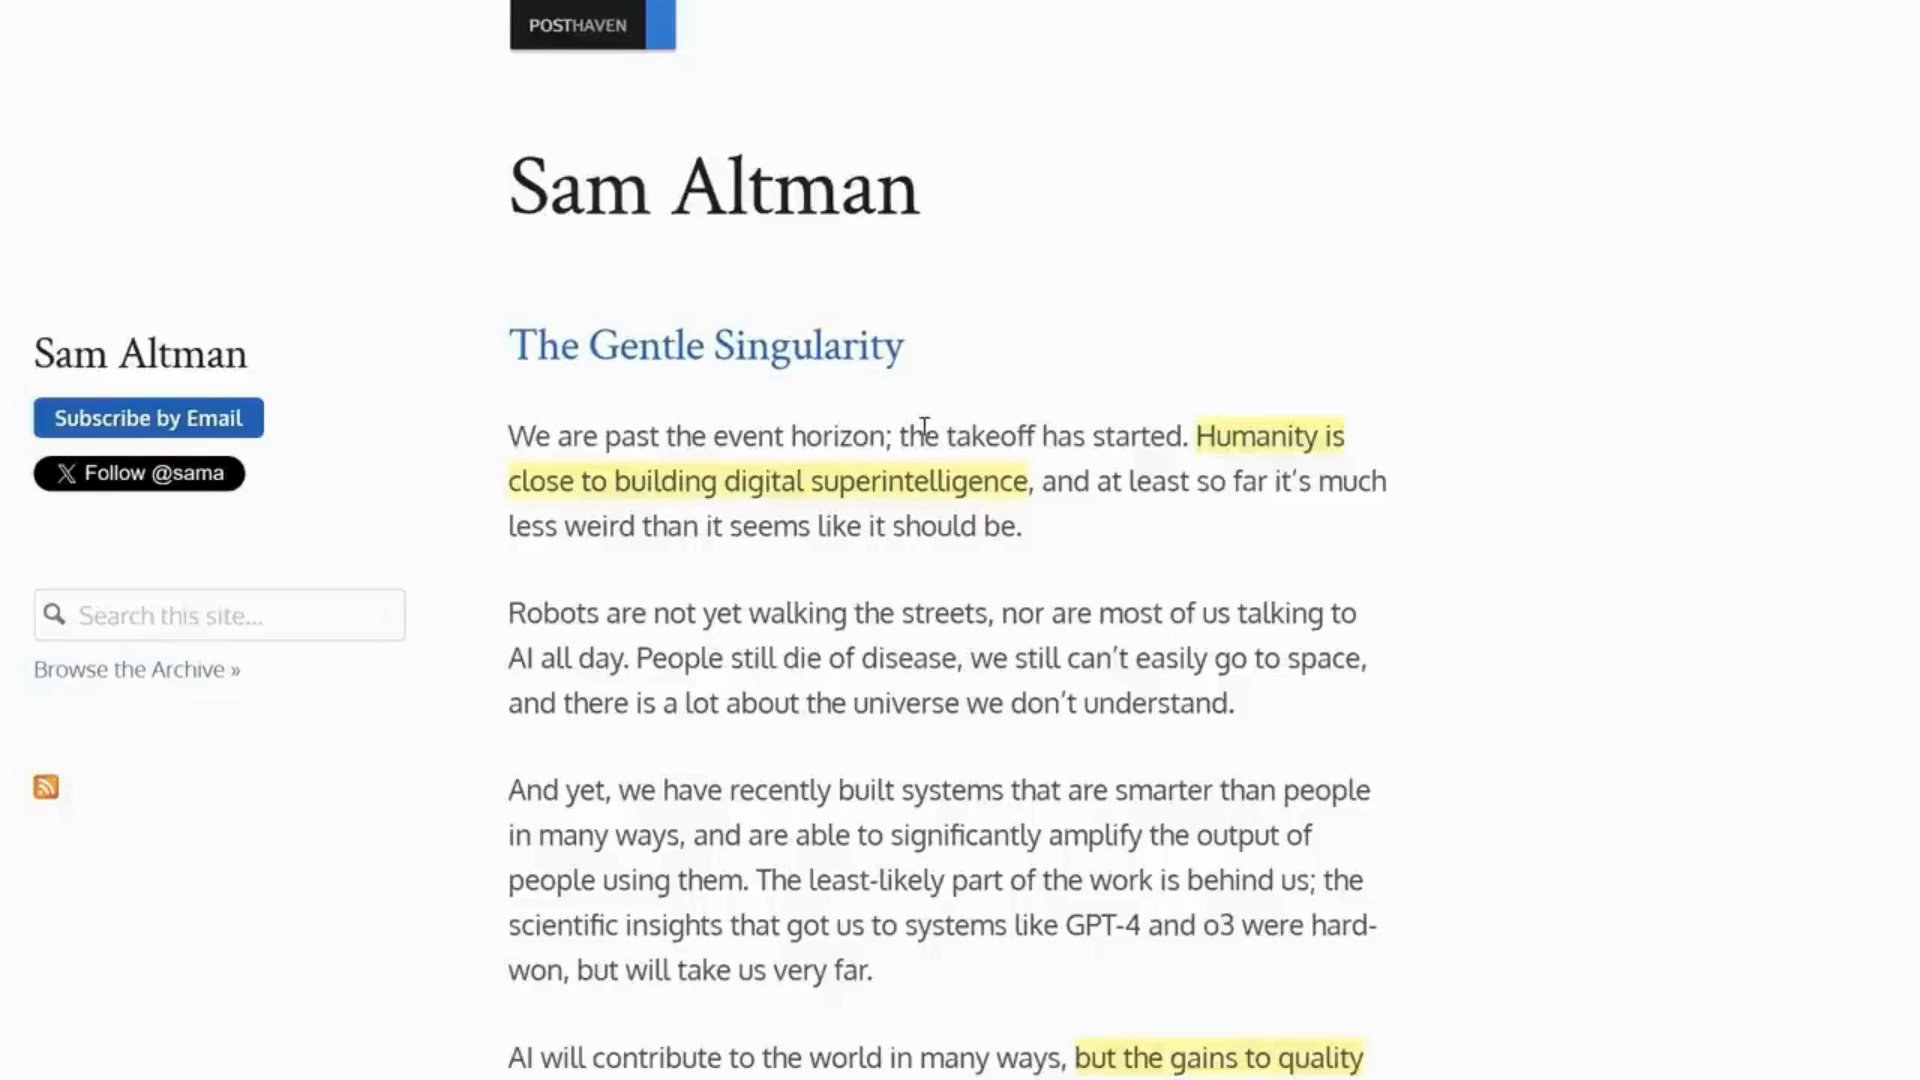 POSTHAVEN
Sam Altman
Sam Altman
Subscribe by Email
Follow @sama
Search this site...
Browse the Archive »
The Gentle Singularity
We are past the event horizon; the takeoff has started. Humanity is
close to building digital superintelligence, and at least so far it’s much
less weird than it seems like it should be.
Robots are not yet walking the streets, nor are most of us talking to
AI all day. People still die of disease, we still can’t easily go to space,
and there is a lot about the universe we don’t understand.
And yet, we have recently built systems that are smarter than people
in many ways, and are able to significantly amplify the output of
people using them. The least-likely part of the work is behind us; the
scientific insights that got us to systems like GPT-4 and o3 were hard-
won, but will take us very far.
AI will contribute to the world in many ways, but the gains to quality